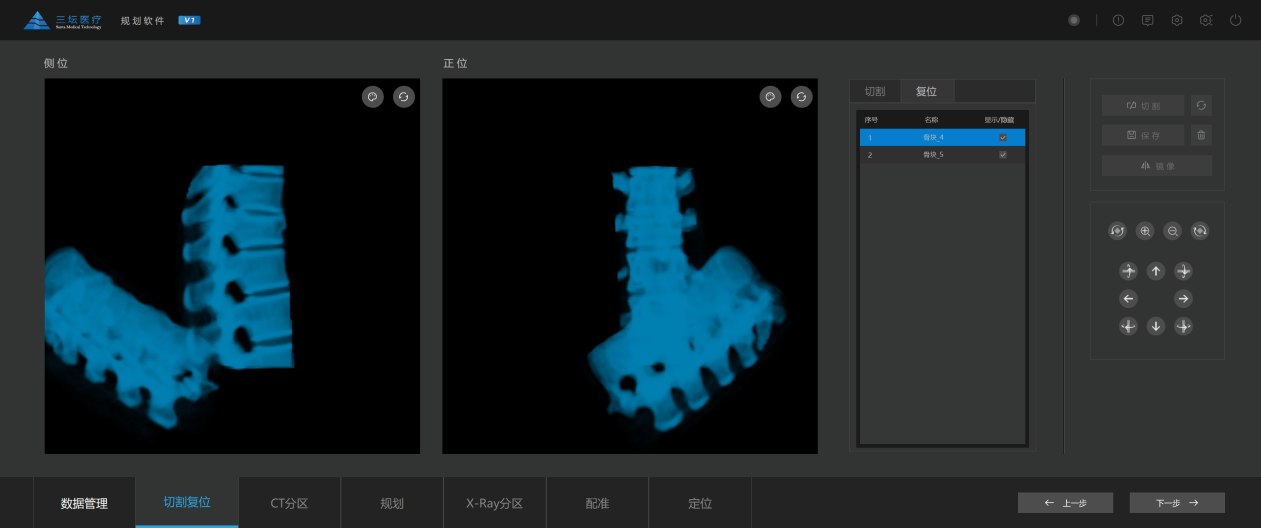 三坛医疗
Santa Medical Technology
规划软件 V1
侧位
正位
切割 复位
序号 名称 显示/隐藏
1 骨块_4
2 骨块_5
切割
保存
镜像
数据管理 切割复位 CT分区 规划 X-Ray分区 配准 定位
← 上一步 下一步 →